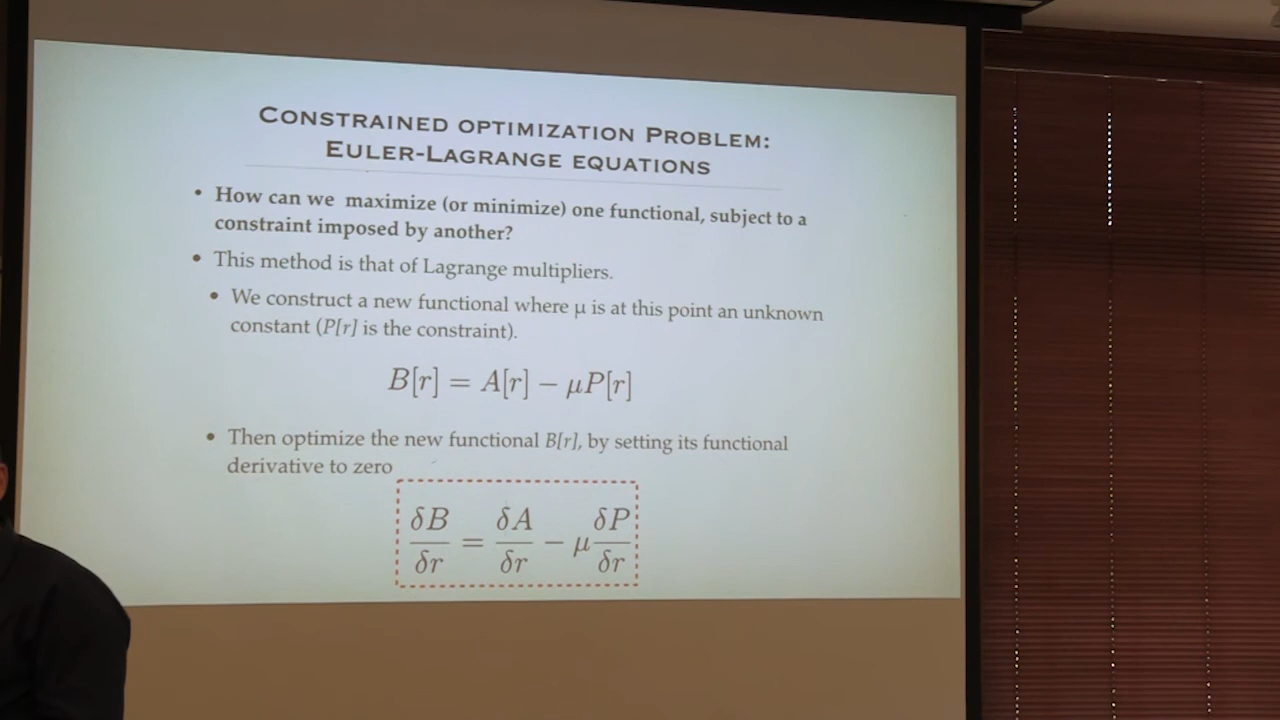 CONSTRAINED OPTIMIZATION PROBLEM:
EULER-LAGRANGE EQUATIONS
• How can we maximize (or minimize) one functional, subject to a
constraint imposed by another?
• This method is that of Lagrange multipliers.
• We construct a new functional where μ is at this point an unknown
constant (P[r] is the constraint).
B[r] = A[r] − μP[r]
• Then optimize the new functional B[r], by setting its functional
derivative to zero
δB/δr = δA/δr − μ δP/δr